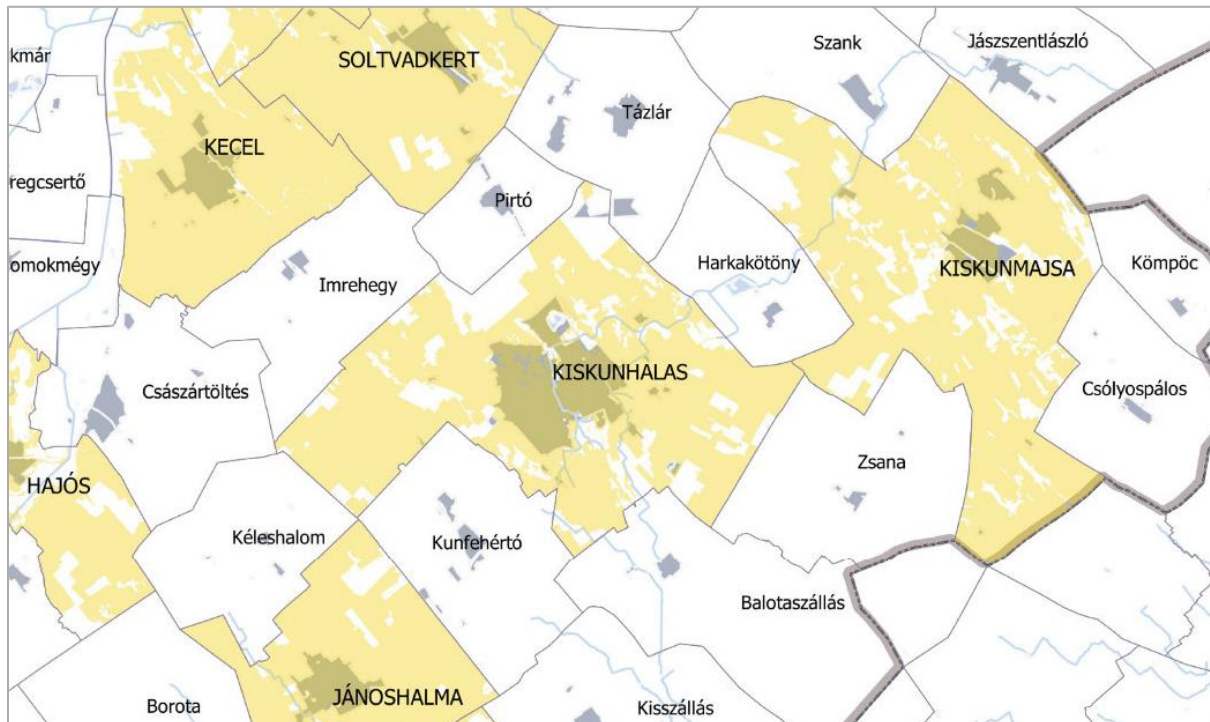 Szank
Jászszentlászló
kmár
SOLTVADKERT
Tázlár
KECEL
regcsertő
Pirtó
omokmégy
Harkakötöny
KISKUNMAJSA
Kömpöc
Imrehegy
KISKUNHALAS
Császártöltés
Csólyospálos
Zsana
HAJÓS
Kéleshalom
Kunfehértó
Balotaszállás
JÁNOSHALMA
Borota
Kisszállás